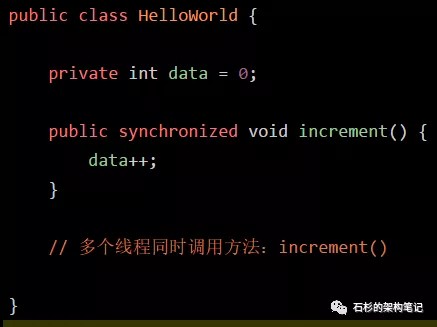 public class HelloWorld {
private int data = 0;
public synchronized void increment() {
data++;
}
// 多个线程同时调用方法：increment()
}
石杉的架构笔记